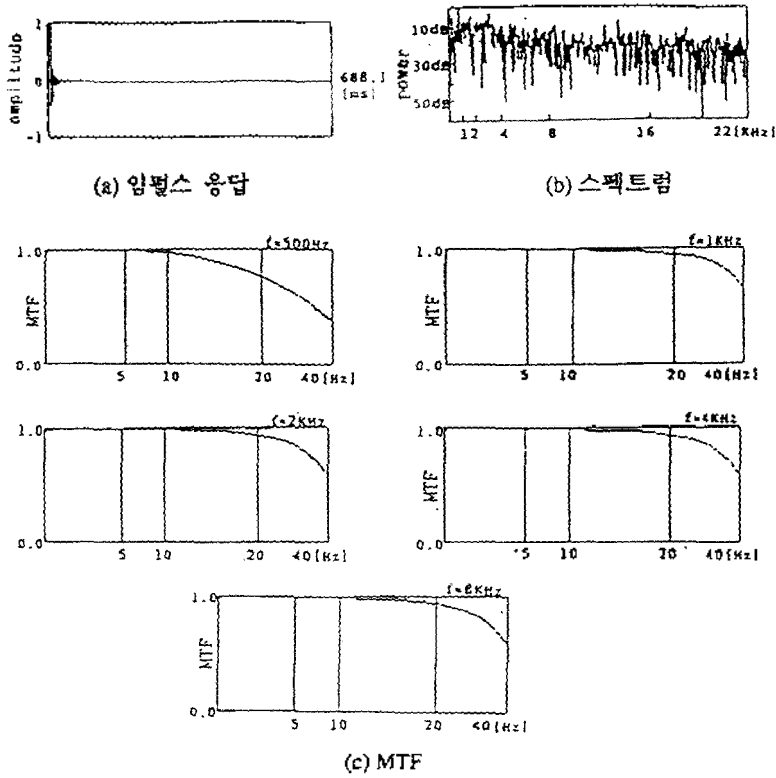 amplitude
1
0
-1
688.1
[ms]
power
10dB
30dB
50dB
12 4 8 16 22[KHz]
(a) 임펄스 응답
(b) 스펙트럼
f=500Hz
MTF
1.0
0.0
5 10 20 40[Hz]
f=1KHz
MTF
1.0
0.0
5 10 20 40[Hz]
f=2KHz
MTF
1.0
0.0
5 10 20 40[Hz]
f=4KHz
MTF
1.0
0.0
5 10 20 40[Hz]
f=8KHz
MTF
1.0
0.0
5 10 20 40[Hz]
(c) MTF